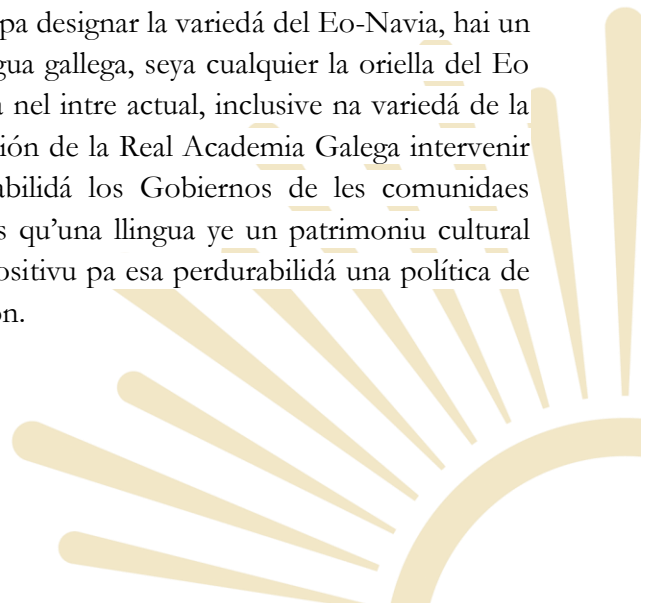 pa designar la variedá del Eo-Navia, hai un
gua gallega, seya cualquier la oriella del Eo
nel intre actual, inclusive na variedá de la
ión de la Real Academia Galega intervenir
abilidá los Gobiernos de les comunidaes
s qu’una llingua ye un patrimoniu cultural
ositivu pa esa perdurabilidá una política de
ón.